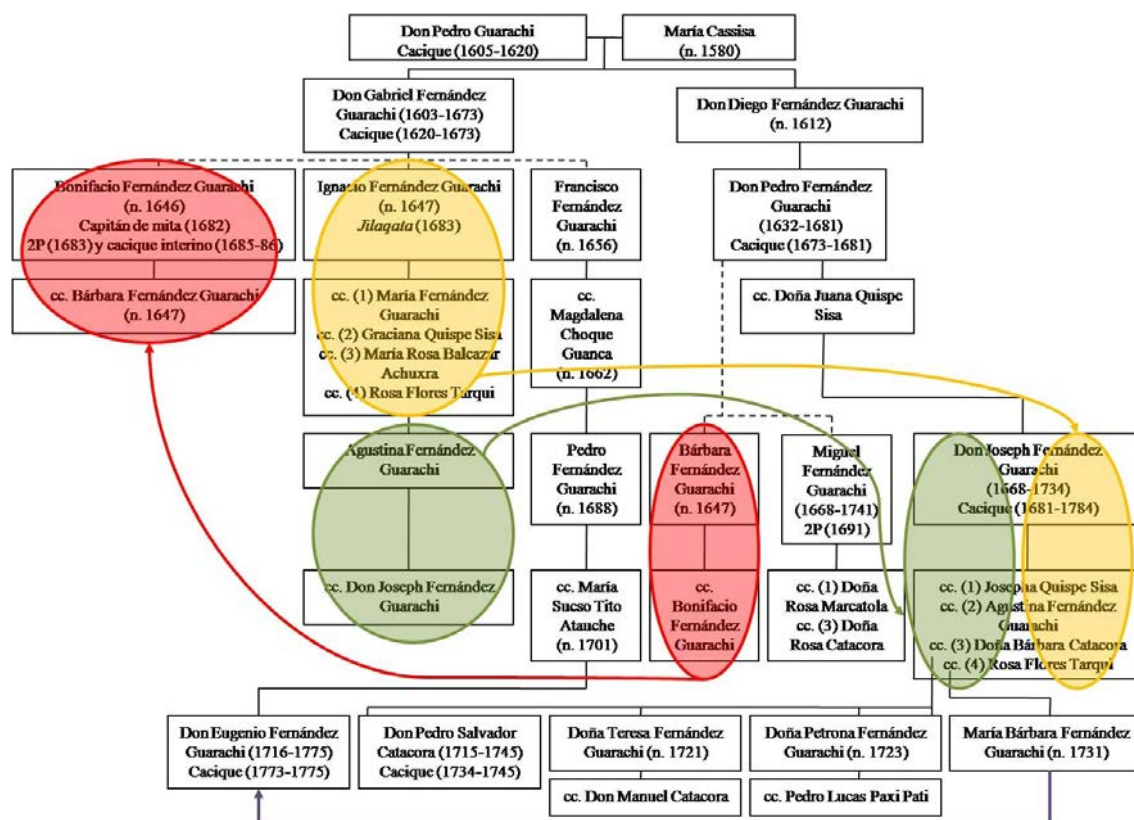 Don Pedro Guarachi
Cacique (1605-1620)
María Cassisa
(n. 1580)
Don Gabriel Fernández
Guarachi (1603-1673)
Cacique (1620-1673)
Don Diego Fernández Guarachi
(n. 1612)
Bonifacio Fernández Guarachi
(n. 1646)
Capitán de mita (1682)
2P (1683) y cacique interino (1685-86)
Ignacio Fernández Guarachi
(n. 1647)
Jilaqata (1683)
Francisco
Fernández
Guarachi
(n. 1656)
Don Pedro Fernández
Guarachi
(1632-1681)
Cacique (1673-1681)
cc. Bárbara Fernández Guarachi
(n. 1647)
cc. (1) María Fernández
Guarachi
cc. (2) Graciana Quispe Sisa
cc. (3) María Rosa Balcazar
Achuxra
cc. (4) Rosa Flores Tarqui
cc.
Magdalena
Choque
Guanca
(n. 1662)
cc. Doña Juana Quispe
Sisa
Agustina Fernández
Guarachi
Pedro
Fernández
Guarachi
(n. 1688)
Bárbara
Fernández
Guarachi
(n. 1647)
Miguel
Fernández
Guarachi
(1668-1741)
2P (1691)
Don Joseph Fernández
Guarachi
(1668-1734)
Cacique (1681-1784)
cc. Don Joseph Fernández
Guarachi
cc. María
Sucso Tito
Atauche
(n. 1701)
cc.
Bonifacio
Fernández
Guarachi
cc. (1) Doña
Rosa Marcatola
cc. (3) Doña
Rosa Catacora
cc. (1) Josepha Quispe Sisa
cc. (2) Agustina Fernández
Guarachi
cc. (3) Doña Bárbara Catacora
cc. (4) Rosa Flores Tarqui
Don Eugenio Fernández
Guarachi (1716-1775)
Cacique (1773-1775)
Don Pedro Salvador
Catacora (1715-1745)
Cacique (1734-1745)
Doña Teresa Fernández
Guarachi (n. 1721)
Doña Petrona Fernández
Guarachi (n. 1723)
María Bárbara Fernández
Guarachi (n. 1731)
cc. Don Manuel Catacora
cc. Pedro Lucas Paxi Pati